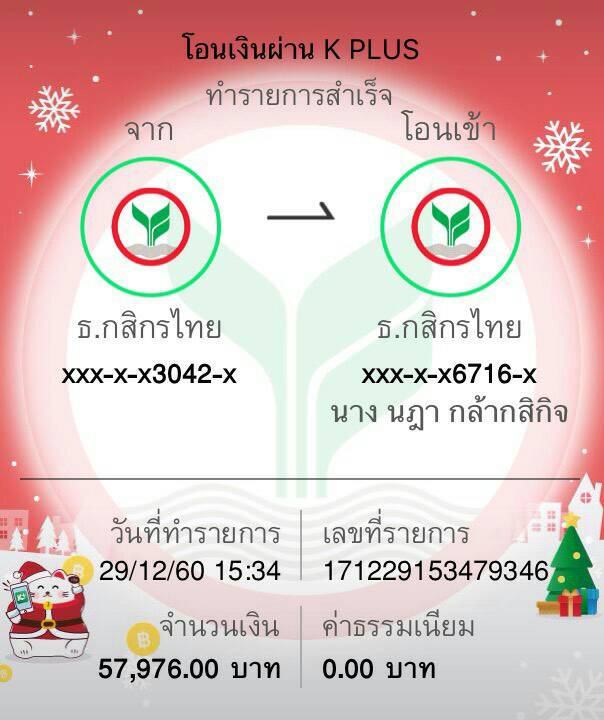 โอนเงินผ่าน K PLUS
ทำรายการสำเร็จ
จาก
โอนเข้า
ธ.กสิกรไทย
ธ.กสิกรไทย
xxx-x-x3042-x
xxx-x-x6716-x
นาง นฎา กล้ากสิกิจ
วันที่ทำรายการ
เลขที่รายการ
29/12/60 15:34
171229153479346
จำนวนเงิน
ค่าธรรมเนียม
57,976.00 บาท
0.00 บาท